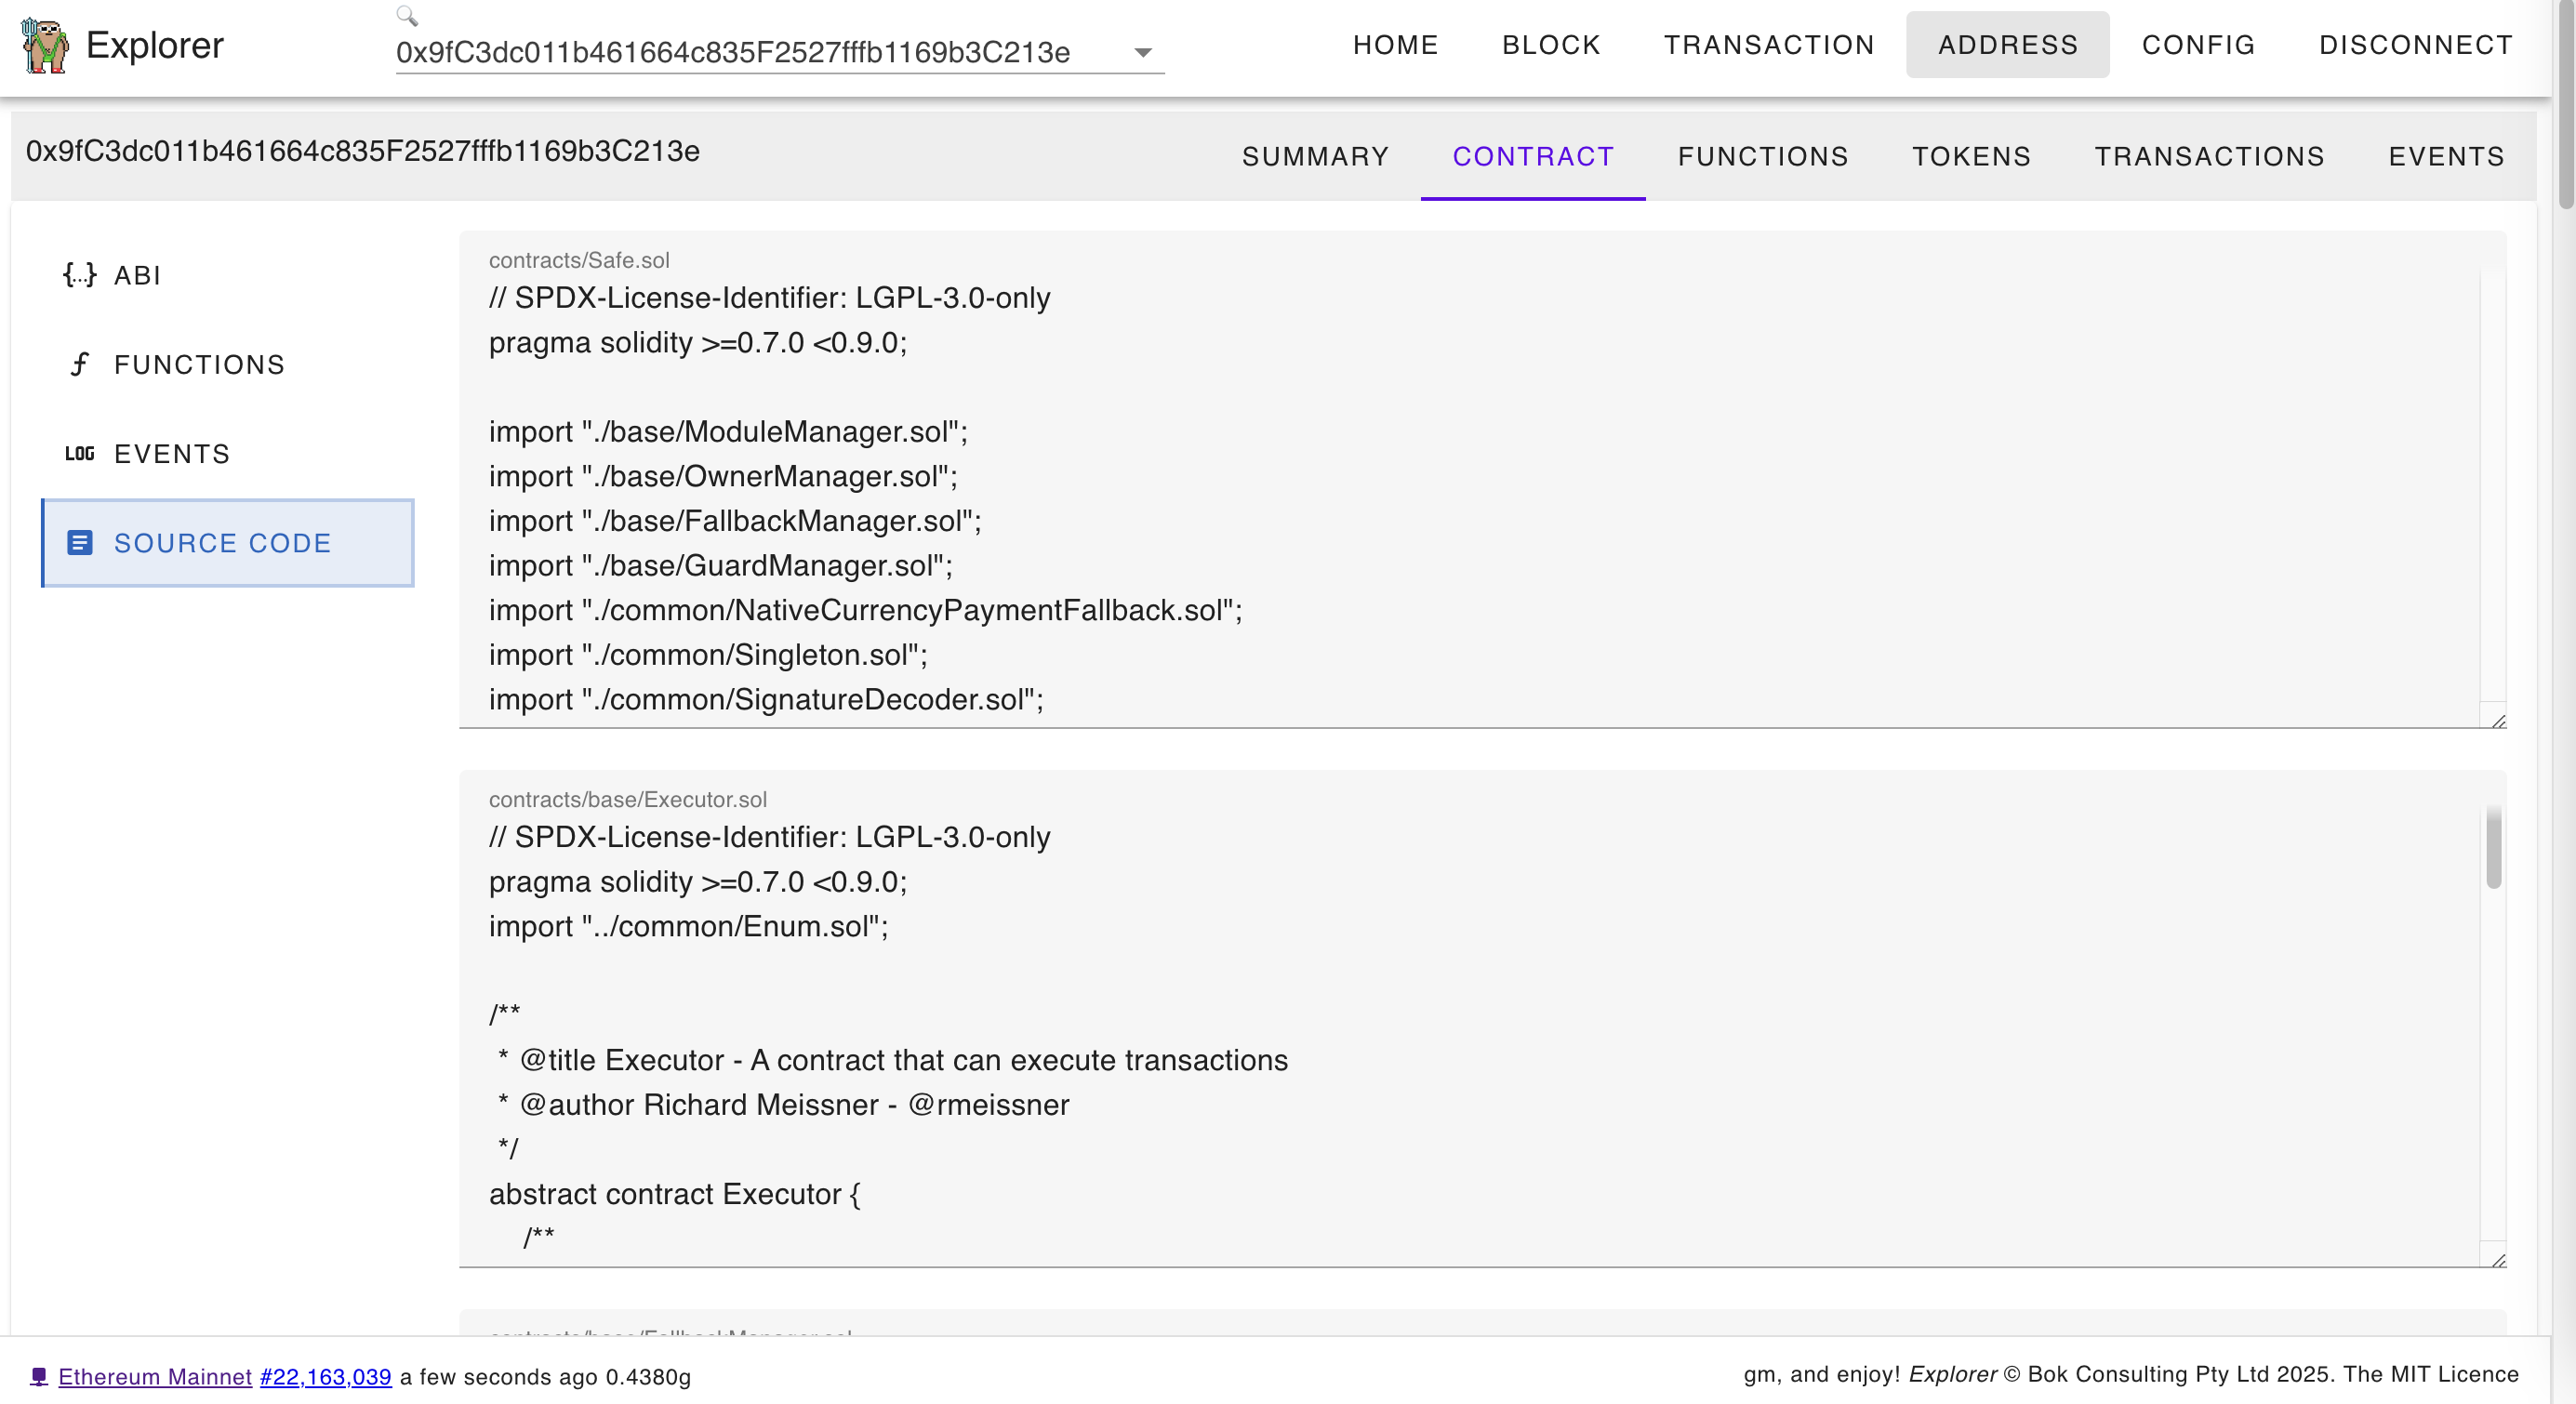 Explorer
0x9fC3dc011b461664c835F2527fffb1169b3C213e
HOME
BLOCK
TRANSACTION
ADDRESS
CONFIG
DISCONNECT
0x9fC3dc011b461664c835F2527fffb1169b3C213e
SUMMARY
CONTRACT
FUNCTIONS
TOKENS
TRANSACTIONS
EVENTS
{...} ABI
f FUNCTIONS
LOG EVENTS
SOURCE CODE
contracts/Safe.sol
// SPDX-License-Identifier: LGPL-3.0-only
pragma solidity >=0.7.0 <0.9.0;
import "./base/ModuleManager.sol";
import "./base/OwnerManager.sol";
import "./base/FallbackManager.sol";
import "./base/GuardManager.sol";
import "./common/NativeCurrencyPaymentFallback.sol";
import "./common/Singleton.sol";
import "./common/SignatureDecoder.sol";
contracts/base/Executor.sol
// SPDX-License-Identifier: LGPL-3.0-only
pragma solidity >=0.7.0 <0.9.0;
import "../common/Enum.sol";
/**
* @title Executor - A contract that can execute transactions
* @author Richard Meissner - @rmeissner
*/
abstract contract Executor {
/**
contracts/base/FallbackManager.sol
Ethereum Mainnet #22,163,039 a few seconds ago 0.4380g
gm, and enjoy! Explorer © Bok Consulting Pty Ltd 2025. The MIT Licence